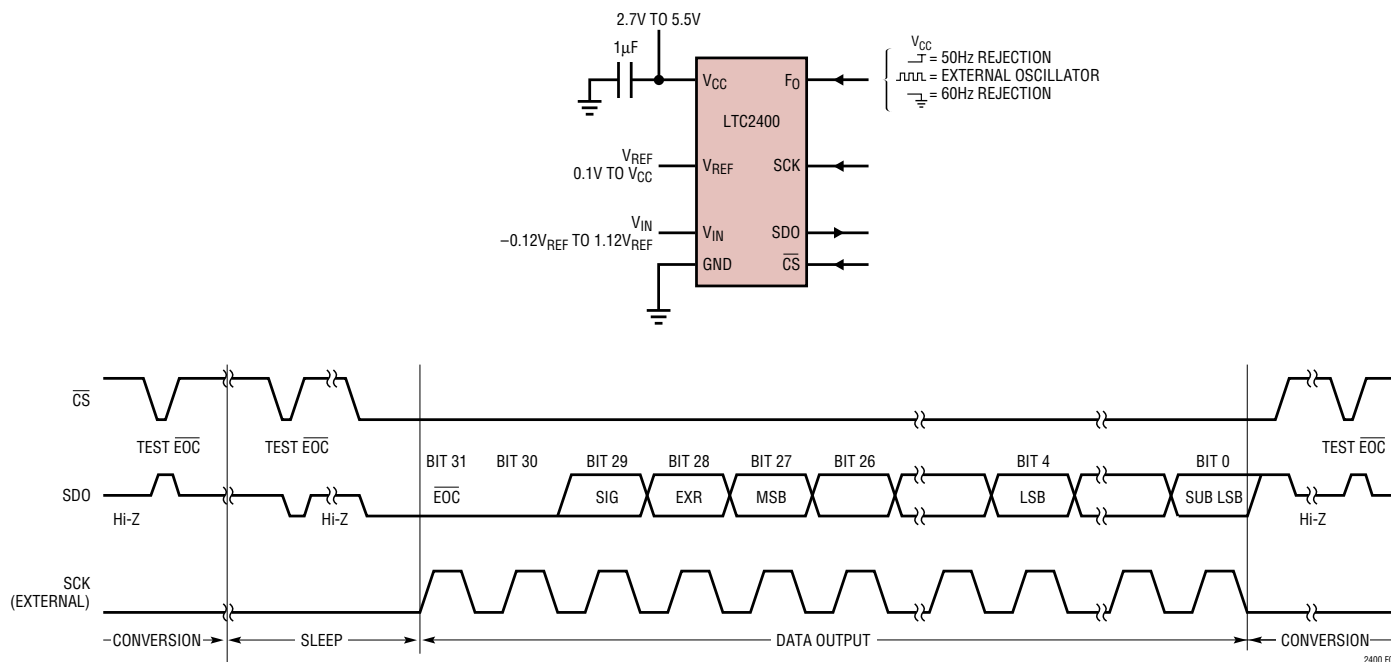 2.7V TO 5.5V
1µF
VCC
FO
LTC2400
VREF
0.1V TO VCC
VREF
SCK
VIN
−0.12VREF TO 1.12VREF
VIN
SDO
GND
CS
VCC
= 50Hz REJECTION
= EXTERNAL OSCILLATOR
= 60Hz REJECTION
CS
TEST EOC
TEST EOC
TEST EOC
BIT 31
BIT 30
BIT 29
BIT 28
BIT 27
BIT 26
BIT 4
BIT 0
SDO
EOC
SIG
EXR
MSB
LSB
SUB LSB
Hi-Z
Hi-Z
Hi-Z
SCK
(EXTERNAL)
CONVERSION
SLEEP
DATA OUTPUT
CONVERSION